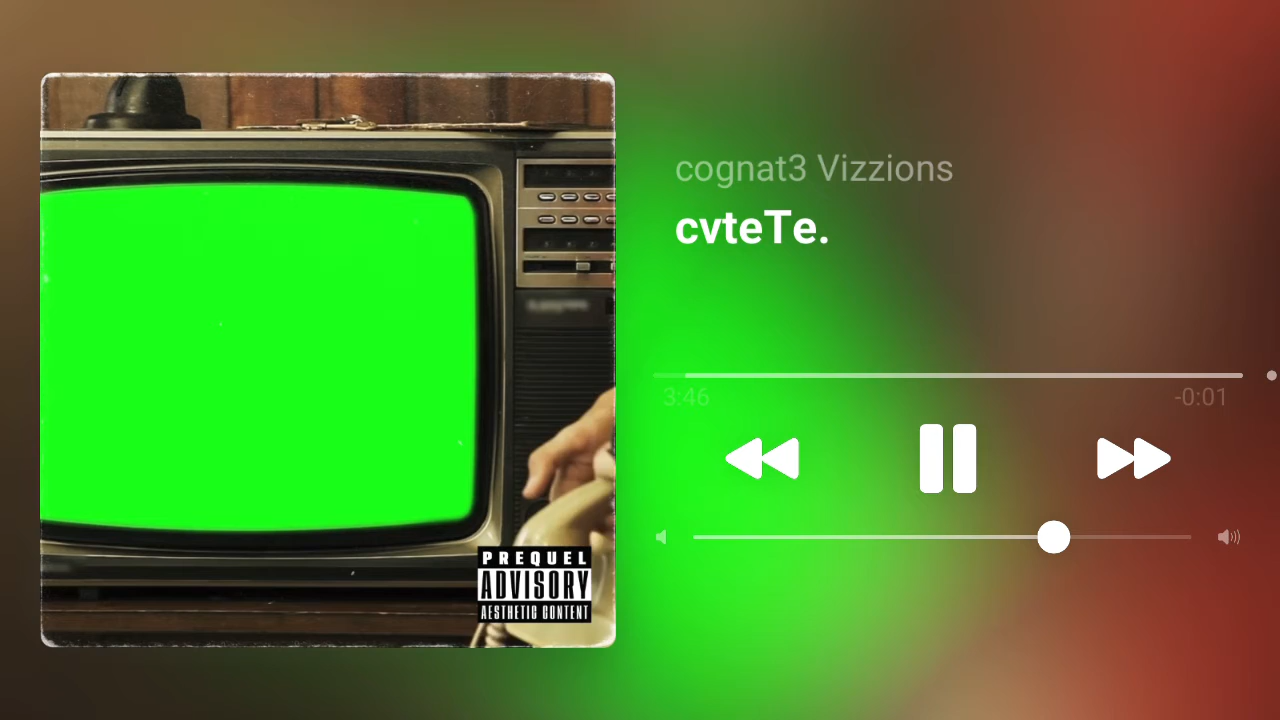 cognat3 Vizzions
cvteTe.
3:46
-0:01
PREQUEL
ADVISORY
AESTHETIC CONTENT